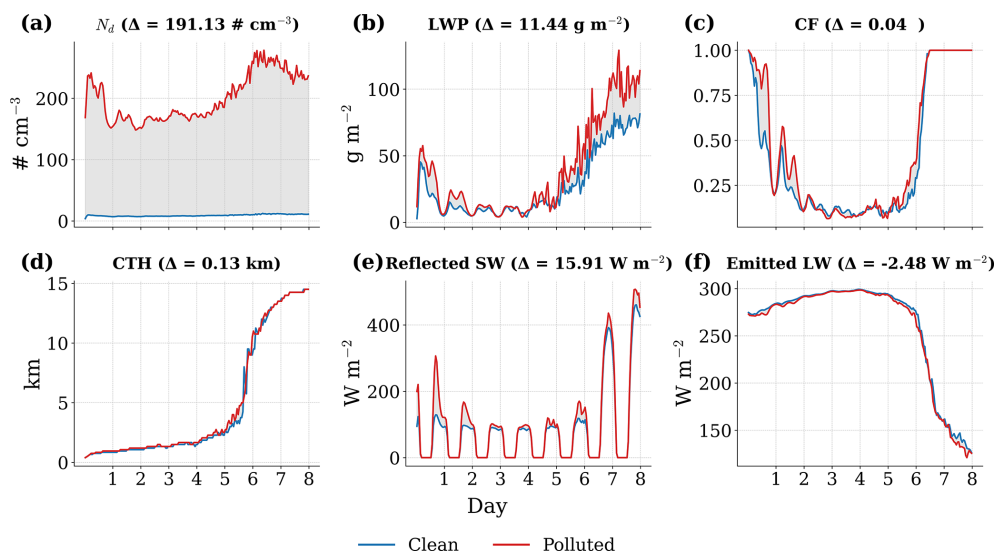 (a) N_d (Δ = 191.13 # cm⁻³)
(b) LWP (Δ = 11.44 g m⁻²)
(c) CF (Δ = 0.04 )
# cm⁻³
200
100
0
g m⁻²
100
50
0
1.00
0.75
0.50
0.25
(d) CTH (Δ = 0.13 km)
(e) Reflected SW (Δ = 15.91 W m⁻²)
(f) Emitted LW (Δ = -2.48 W m⁻²)
km
15
10
5
0
1 2 3 4 5 6 7 8
W m⁻²
400
200
0
1 2 3 4 5 6 7 8
W m⁻²
300
250
200
150
1 2 3 4 5 6 7 8
Day
Clean Polluted